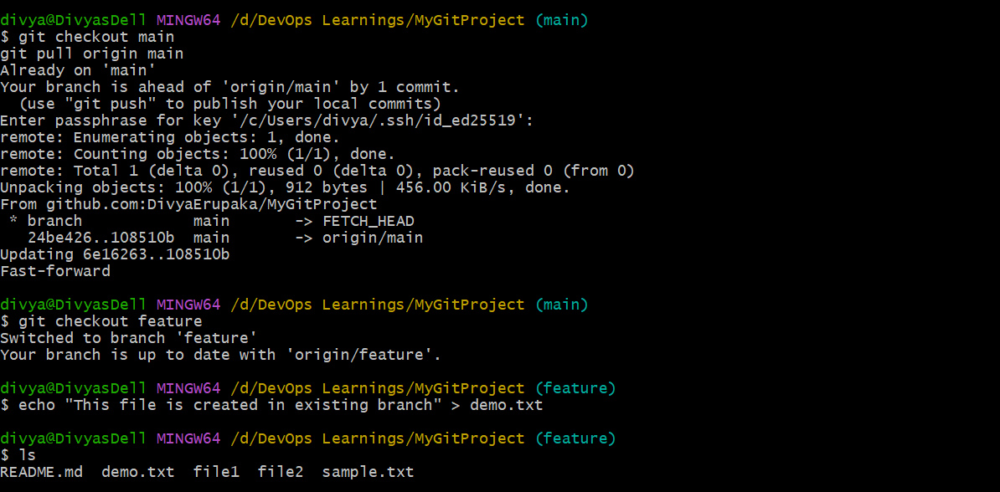 divya@DivyasDell MINGW64 /d/DevOps Learnings/MyGitProject (main)
$ git checkout main
git pull origin main
Already on 'main'
Your branch is ahead of 'origin/main' by 1 commit.
  (use "git push" to publish your local commits)
Enter passphrase for key '/c/Users/divya/.ssh/id_ed25519':
remote: Enumerating objects: 1, done.
remote: Counting objects: 100% (1/1), done.
remote: Total 1 (delta 0), reused 0 (delta 0), pack-reused 0 (from 0)
Unpacking objects: 100% (1/1), 912 bytes | 456.00 KiB/s, done.
From github.com:DivyaErupaka/MyGitProject
 * branch            main       -> FETCH_HEAD
   24be426..108510b  main       -> origin/main
Updating 6e16263..108510b
Fast-forward
divya@DivyasDell MINGW64 /d/DevOps Learnings/MyGitProject (main)
$ git checkout feature
Switched to branch 'feature'
Your branch is up to date with 'origin/feature'.
divya@DivyasDell MINGW64 /d/DevOps Learnings/MyGitProject (feature)
$ echo "This file is created in existing branch" > demo.txt
divya@DivyasDell MINGW64 /d/DevOps Learnings/MyGitProject (feature)
$ ls
README.md  demo.txt  file1  file2  sample.txt